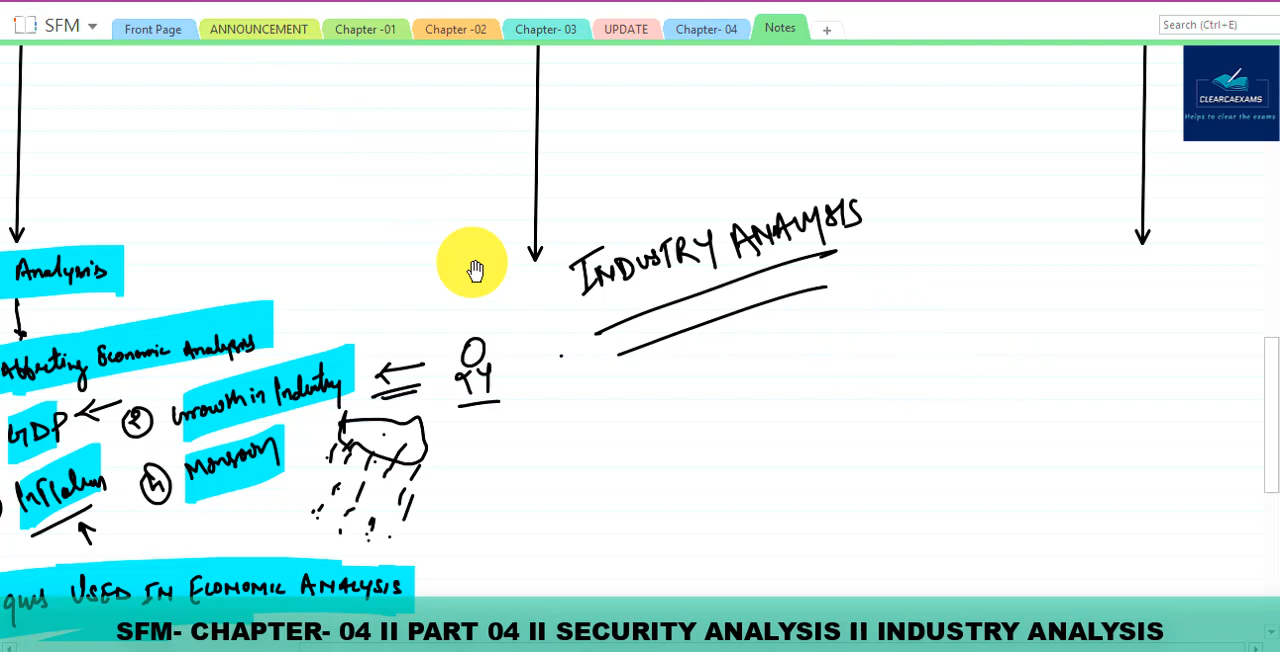 SFM
Front Page
ANNOUNCEMENT
Chapter -01
Chapter -02
Chapter- 03
UPDATE
Chapter- 04
Notes
Search (Ctrl+E)
CLEARCAEXAMS
Helps to clear the exams
INDUSTRY ANALYSIS
Analysis
Affecting Economic Analysis
GDP ② Growth in Industry
Inflation ④ Monsoon
USED IN ECONOMIC ANALYSIS
SFM- CHAPTER- 04 II PART 04 II SECURITY ANALYSIS II INDUSTRY ANALYSIS